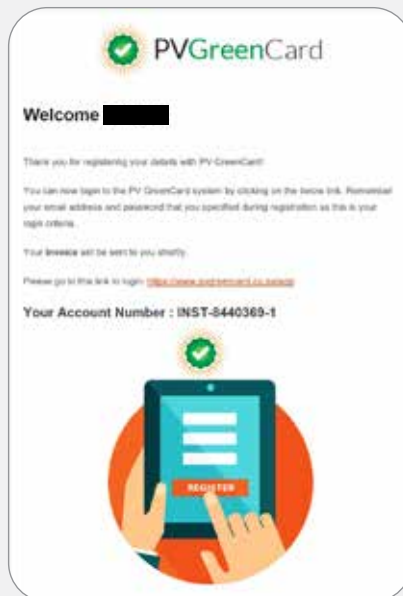 PVGreenCard
Welcome
Thank you for registering your details with PV GreenCard!
You can now login to the PV GreenCard system by clicking on the below link. Remember
your email address and password that you specified during registration as this is your
login criteria.
Your Invoice will be sent to you shortly.
Please go to this link to login:
Your Account Number : INST-8440369-1
REGISTER